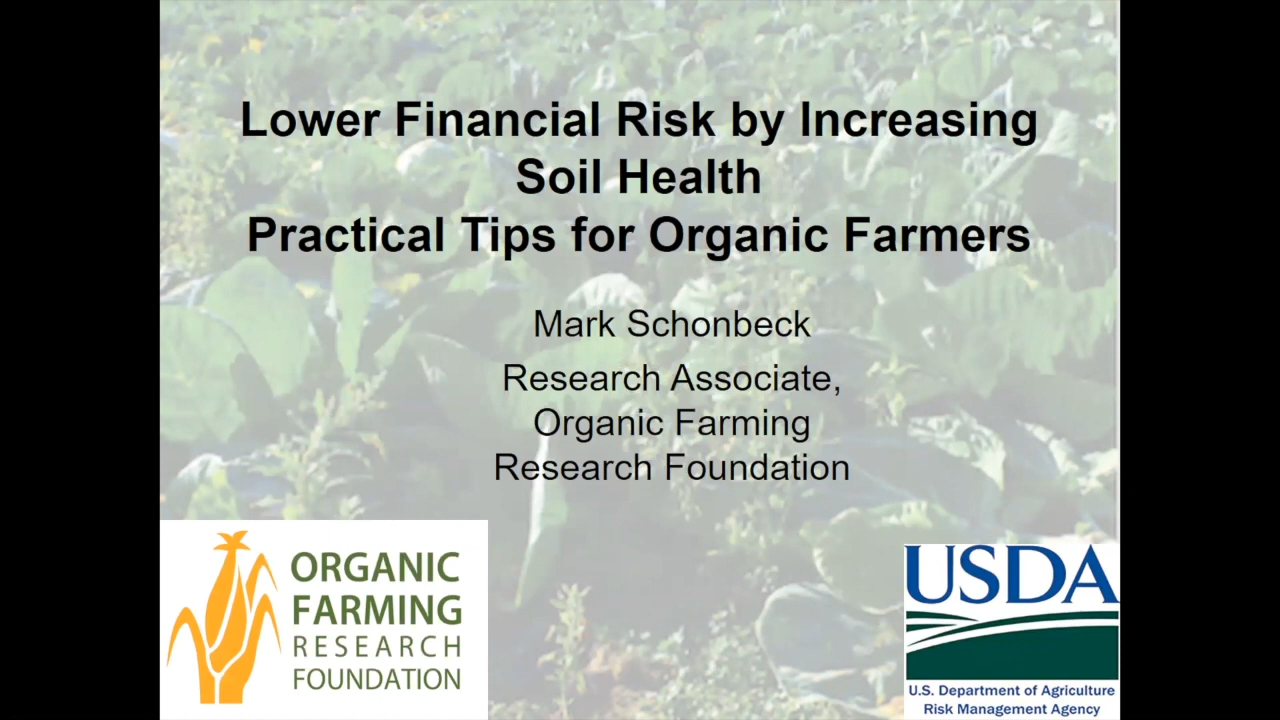 Lower Financial Risk by Increasing
Soil Health
Practical Tips for Organic Farmers
Mark Schonbeck
Research Associate,
Organic Farming
Research Foundation
ORGANIC
FARMING
RESEARCH
FOUNDATION
USDA
U.S. Department of Agriculture
Risk Management Agency